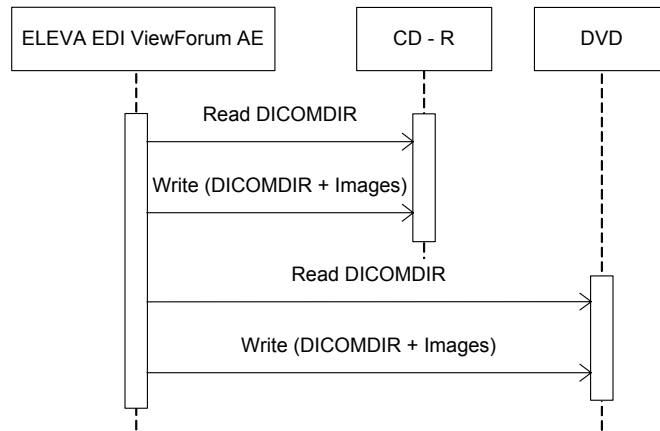 ELEVA EDI ViewForum AE
CD - R
DVD
Read DICOMDIR
Write (DICOMDIR + Images)
Read DICOMDIR
Write (DICOMDIR + Images)